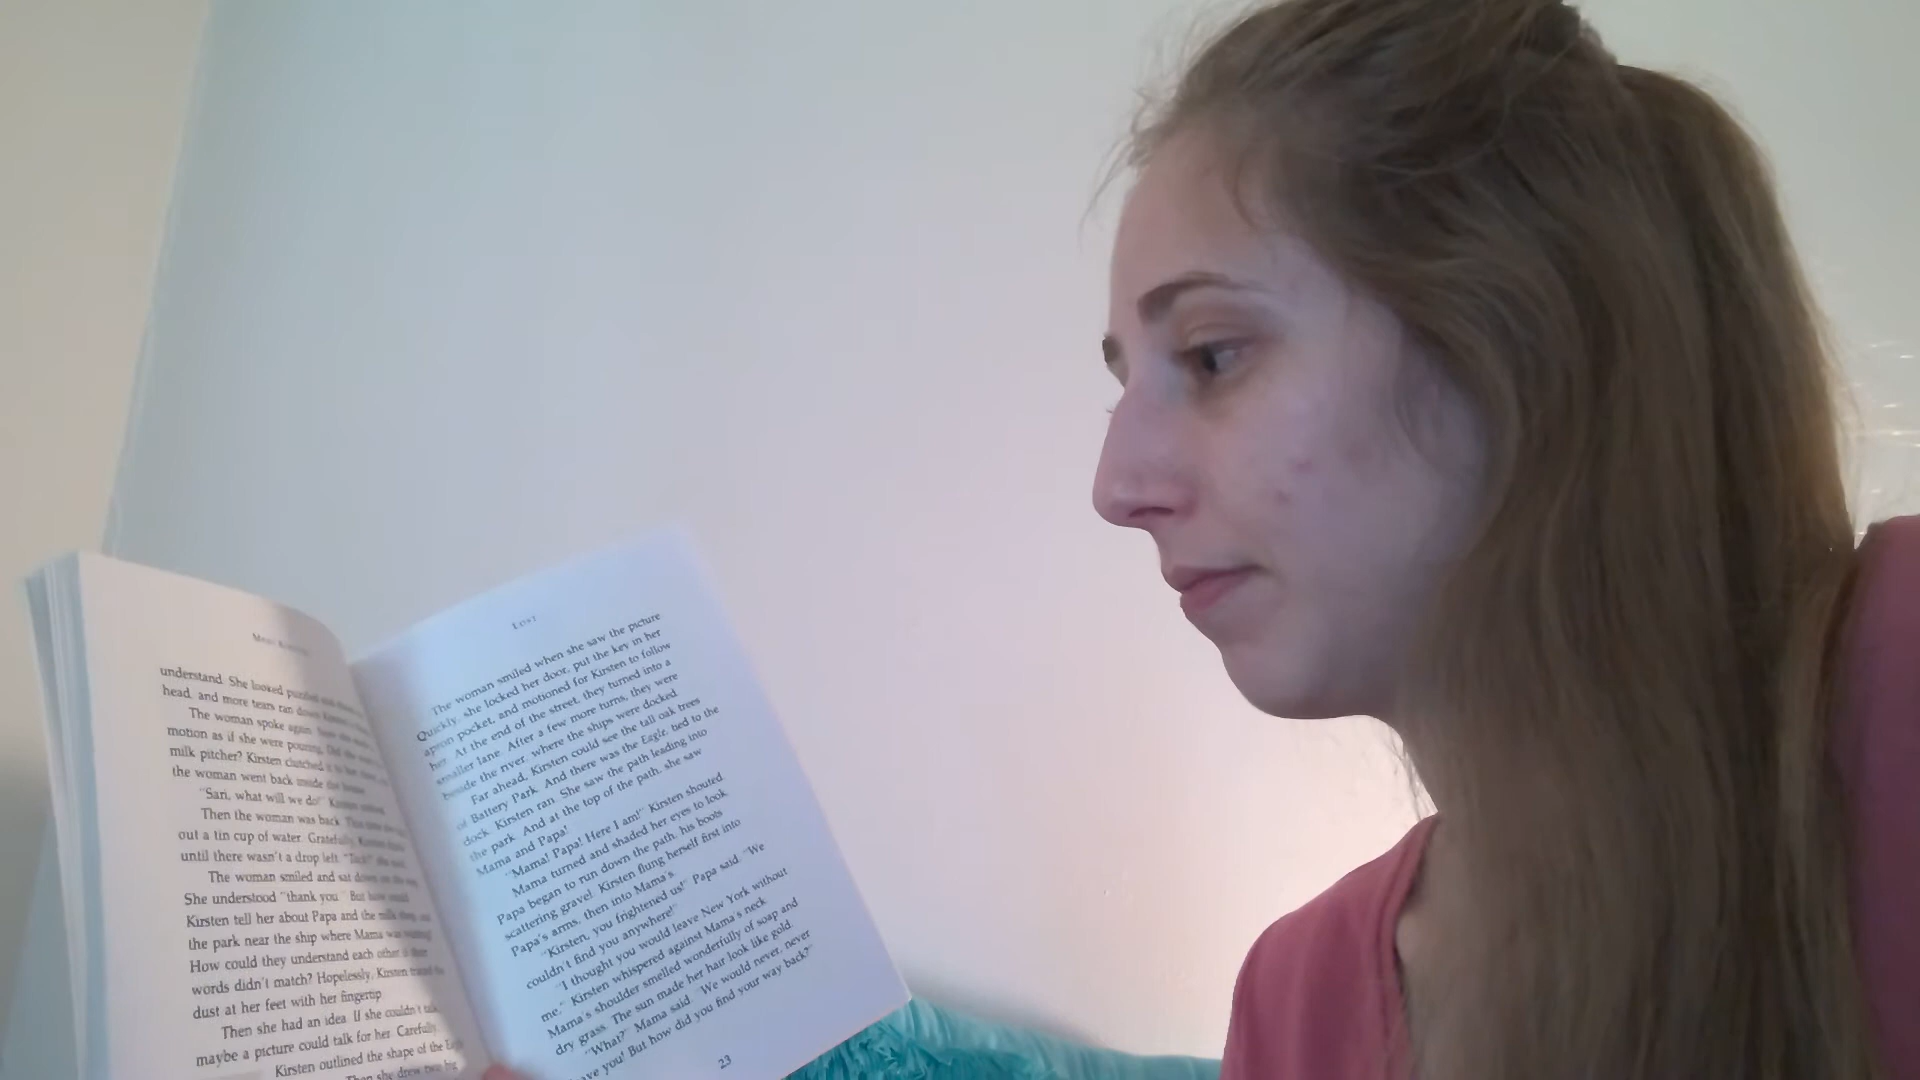 understand. She looked puzzled
head, and more tears ran down
The woman spoke again.
motion as if she were pouring.
milk pitcher? Kirsten clutched
the woman went back inside
"Sari, what will we do?"
Then the woman was back.
out a tin cup of water. Gratefully,
until there wasn't a drop left.
The woman smiled and sat down
She understood "thank you." But how could
Kirsten tell her about Papa and the milk
the park near the ship where Mama was
How could they understand each other
words didn't match? Hopelessly, Kirsten traced the
dust at her feet with her fingertip
Then she had an idea. If she couldn't talk,
maybe a picture could talk for her. Carefully,
Kirsten outlined the shape of the
Then she drew two big
LOST
The woman smiled when she saw the picture
Quickly, she locked her door, put the key in her
apron pocket, and motioned for Kirsten to follow
her. At the end of the street, they turned into a
smaller lane. After a few more turns, they were
beside the river, where the ships were docked.
Far ahead, Kirsten could see the tall oak trees
of Battery Park. And there was the Eagle, tied to the
dock. Kirsten ran. She saw the path leading into
the park. And at the top of the path, she saw
Mama and Papa!
"Mama! Papa! Here I am!" Kirsten shouted.
Mama turned and shaded her eyes to look
Papa began to run down the path, his boots
scattering gravel. Kirsten flung herself first into
Papa's arms, then into Mama's.
"Kirsten, you frightened us!" Papa said. "We
couldn't find you anywhere!"
"I thought you would leave New York without
me," Kirsten whispered against Mama's neck
Mama's shoulder smelled wonderfully of soap and
dry grass. The sun made her hair look like gold.
"What?" Mama said. "We would never, never
ave you! But how did you find your way back?"
23